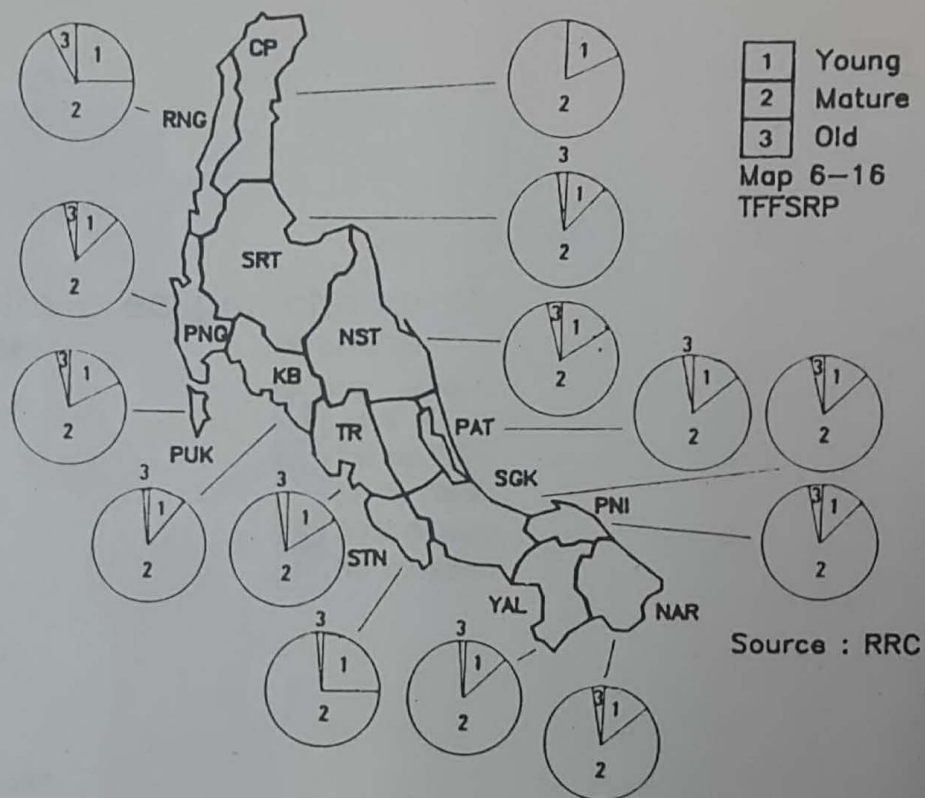 3 1
2
1
2
CP
RNG
1 Young
2 Mature
3 Old
Map 6-16
TFFSRP
3
1
2
3 1
2
SRT
PNG
NST
3 1
2
KB
3 1
2
PUK
TR
PAT
3
1
2
3 1
2
SGK
PNI
3 1
2
3
1
2
3
1
2
STN
YAL
NAR
Source : RRC
3
1
2
3
1
2
3 1
2